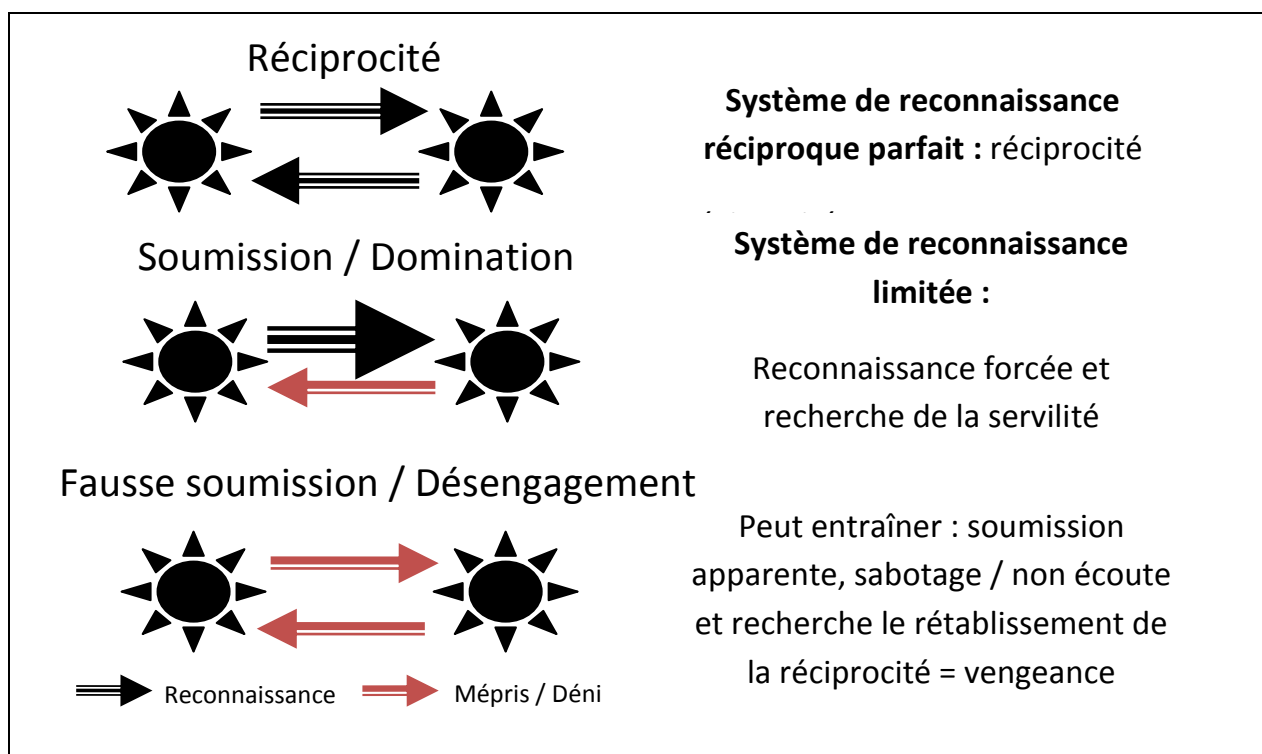 Réciprocité
Système de reconnaissance
réciproque parfait : réciprocité
Soumission / Domination
Système de reconnaissance
limitée :
Reconnaissance forcée et
recherche de la servilité
Fausse soumission / Désengagement
Peut entraîner : soumission
apparente, sabotage / non écoute
et recherche le rétablissement de
la réciprocité = vengeance
Reconnaissance
Mépris / Déni